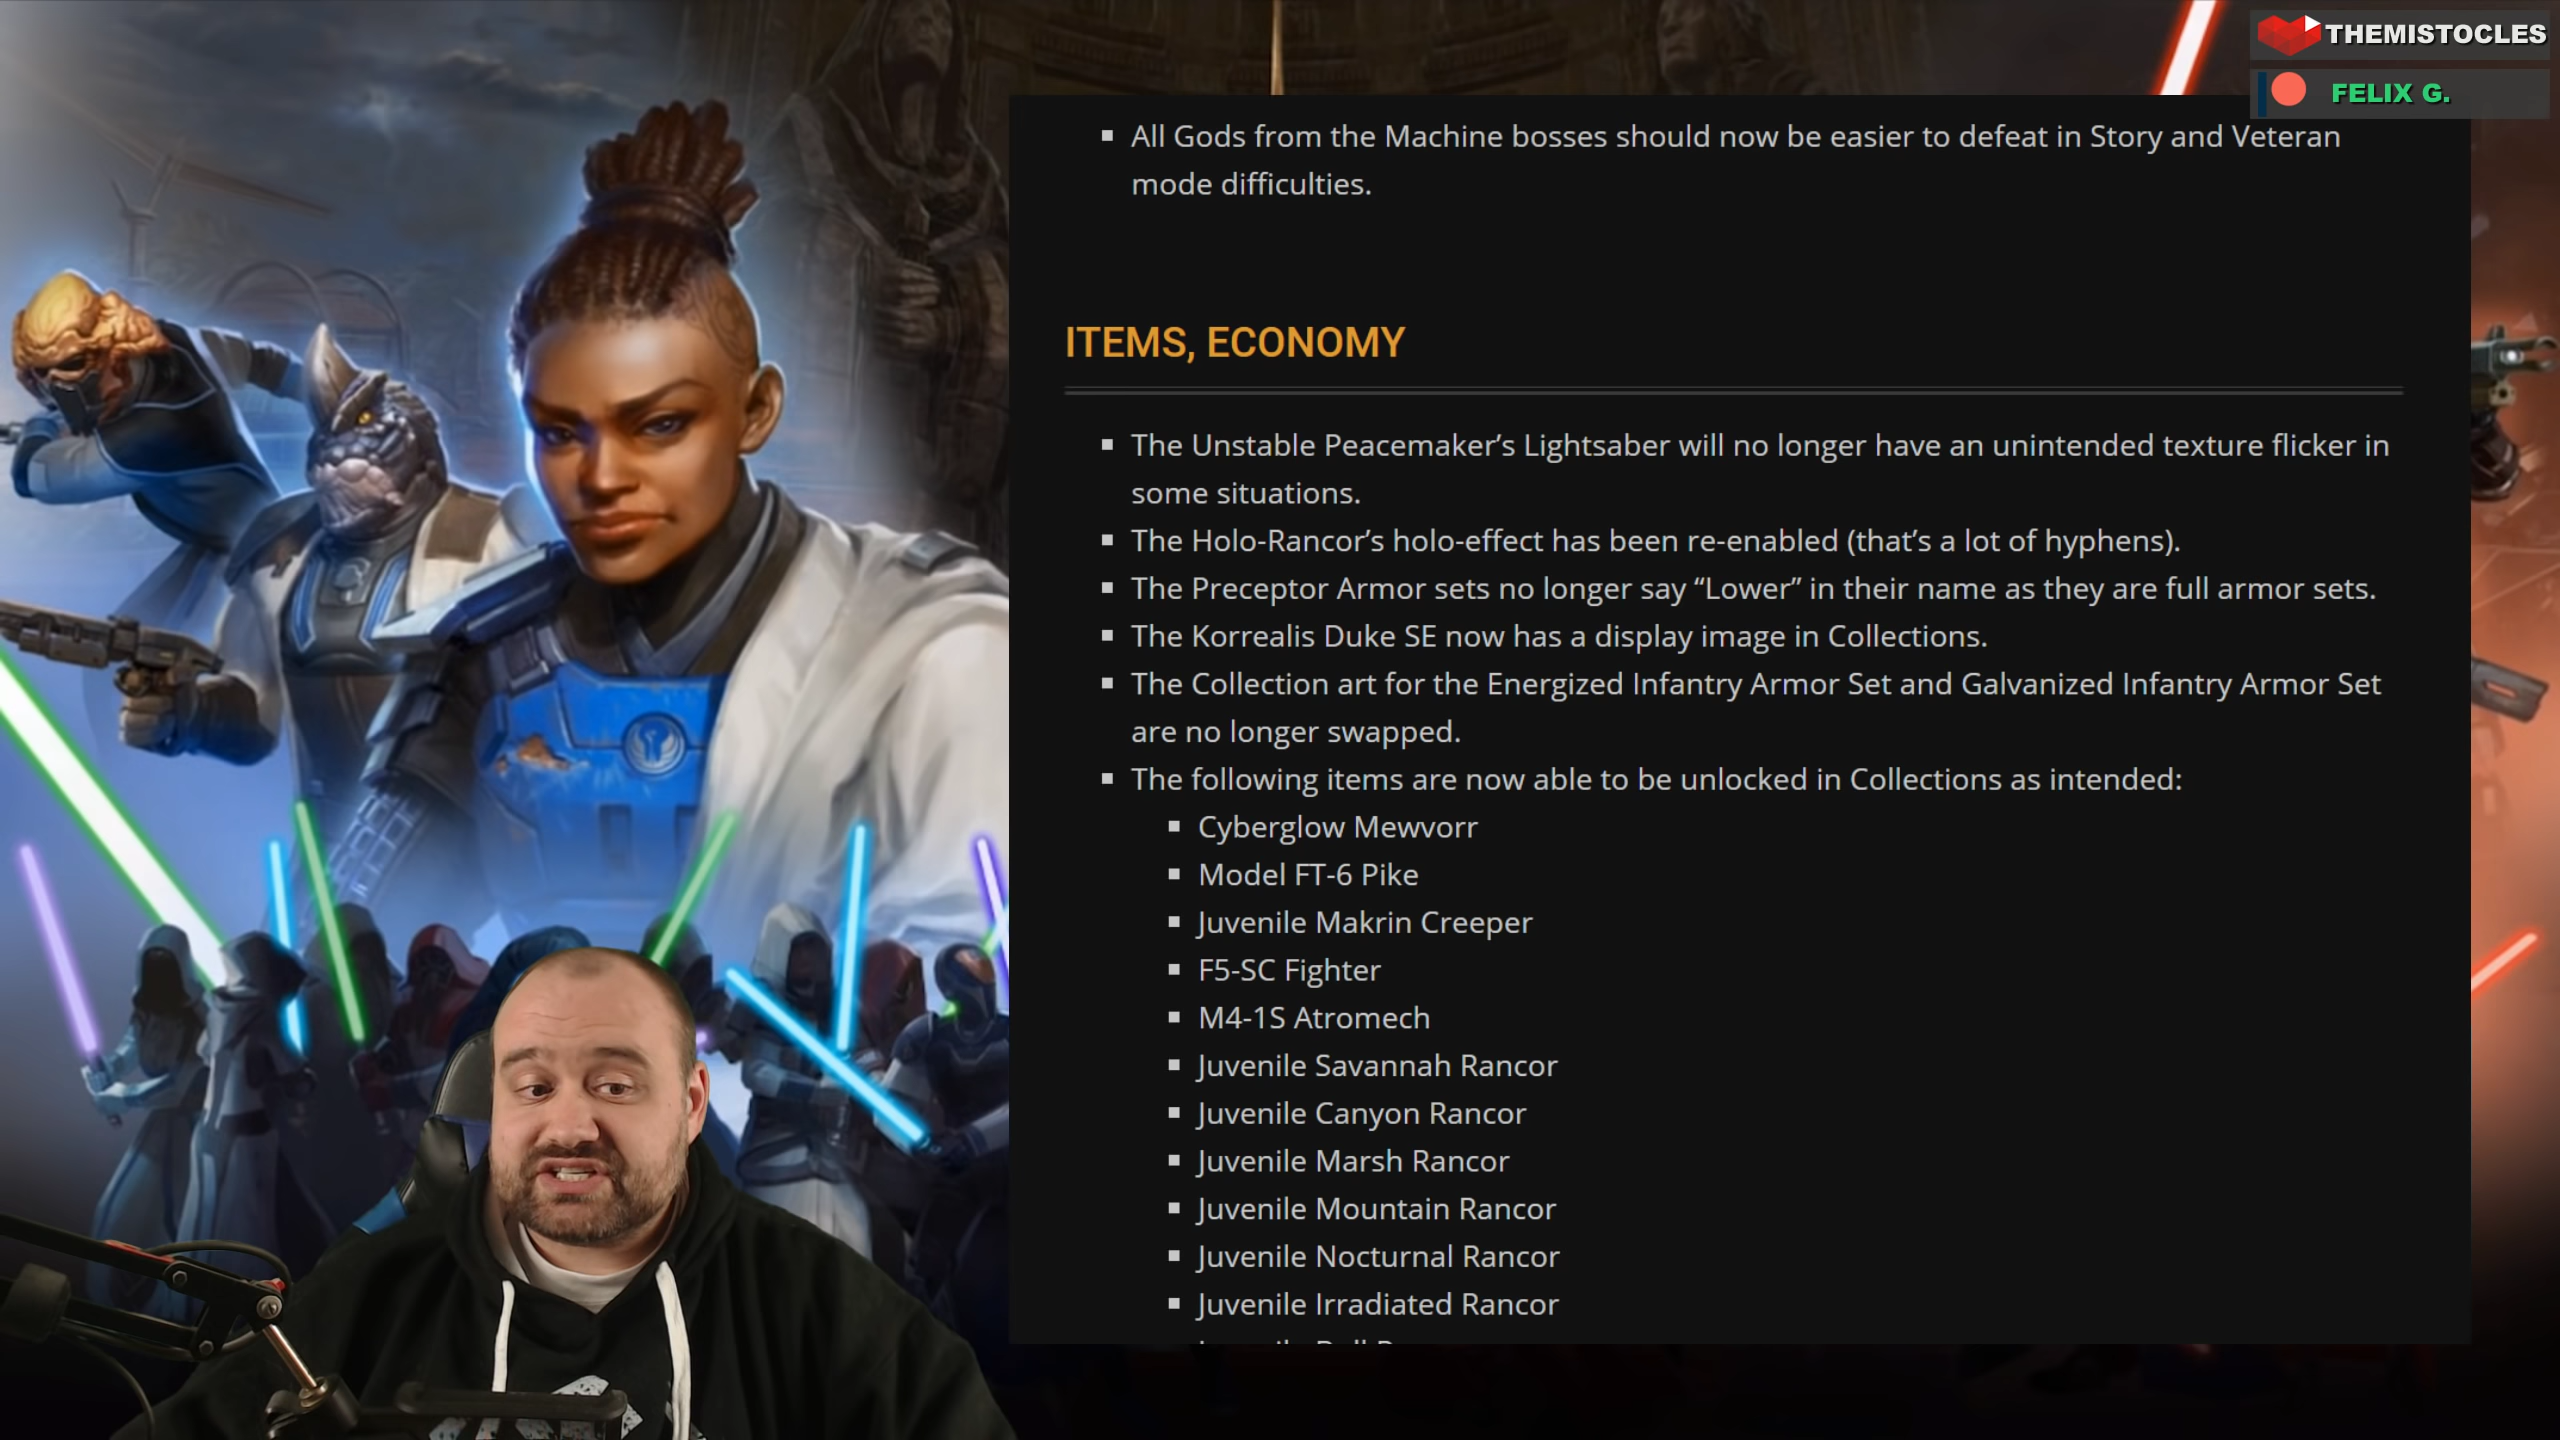 THEMISTOCLES
FELIX G.
▪ All Gods from the Machine bosses should now be easier to defeat in Story and Veteran
mode difficulties.
ITEMS, ECONOMY
▪ The Unstable Peacemaker’s Lightsaber will no longer have an unintended texture flicker in
some situations.
▪ The Holo-Rancor’s holo-effect has been re-enabled (that’s a lot of hyphens).
▪ The Preceptor Armor sets no longer say “Lower” in their name as they are full armor sets.
▪ The Korrealis Duke SE now has a display image in Collections.
▪ The Collection art for the Energized Infantry Armor Set and Galvanized Infantry Armor Set
are no longer swapped.
▪ The following items are now able to be unlocked in Collections as intended:
▪ Cyberglow Mewvorr
▪ Model FT-6 Pike
▪ Juvenile Makrin Creeper
▪ F5-SC Fighter
▪ M4-1S Atromech
▪ Juvenile Savannah Rancor
▪ Juvenile Canyon Rancor
▪ Juvenile Marsh Rancor
▪ Juvenile Mountain Rancor
▪ Juvenile Nocturnal Rancor
▪ Juvenile Irradiated Rancor